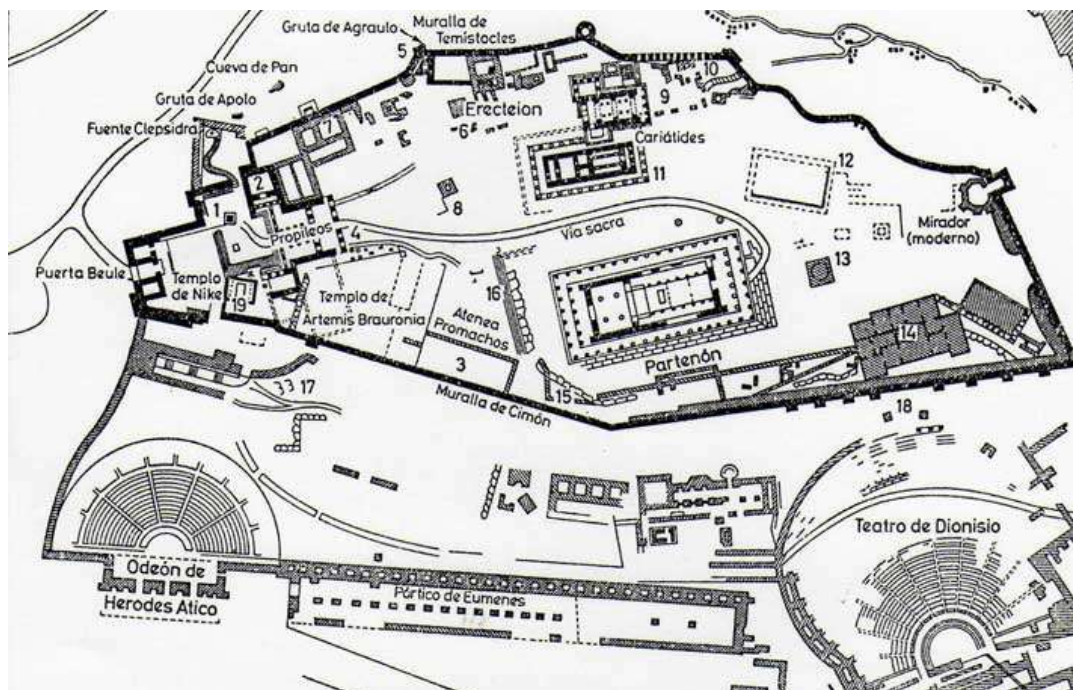 Gruta de Agraulo
Muralla de
Temistocles
5
Cueva de Pan
10
Gruta de Apolo
9
Erecteion
Fuente Clepsidra
7
6
Cariátides
2
12
11
1
8
Propileos
4
Via sacra
Mirador
(moderno)
Puerta Beule
Templo
de Nike
13
19
Templo de
Artemis Brauronia
16
Atenea
Promachos
14
Partenón
3
15
17
Muralla de Cimón
18
Teatro de Dionisio
Odeón de
Herodes Atico
Pórtico de Eumenes